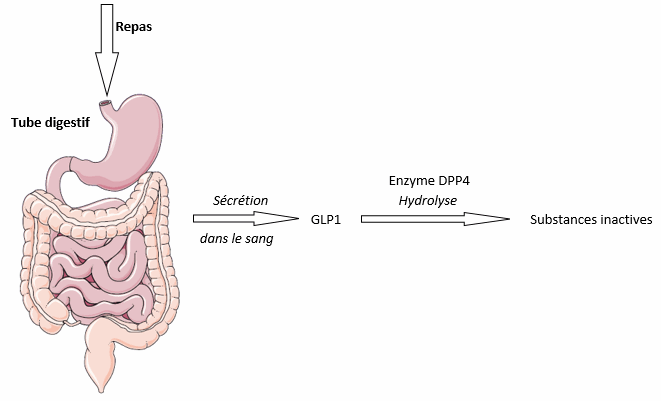 Repas
Tube digestif
Sécrétion
dans le sang
GLP1
Enzyme DPP4
Hydrolyse
Substances inactives